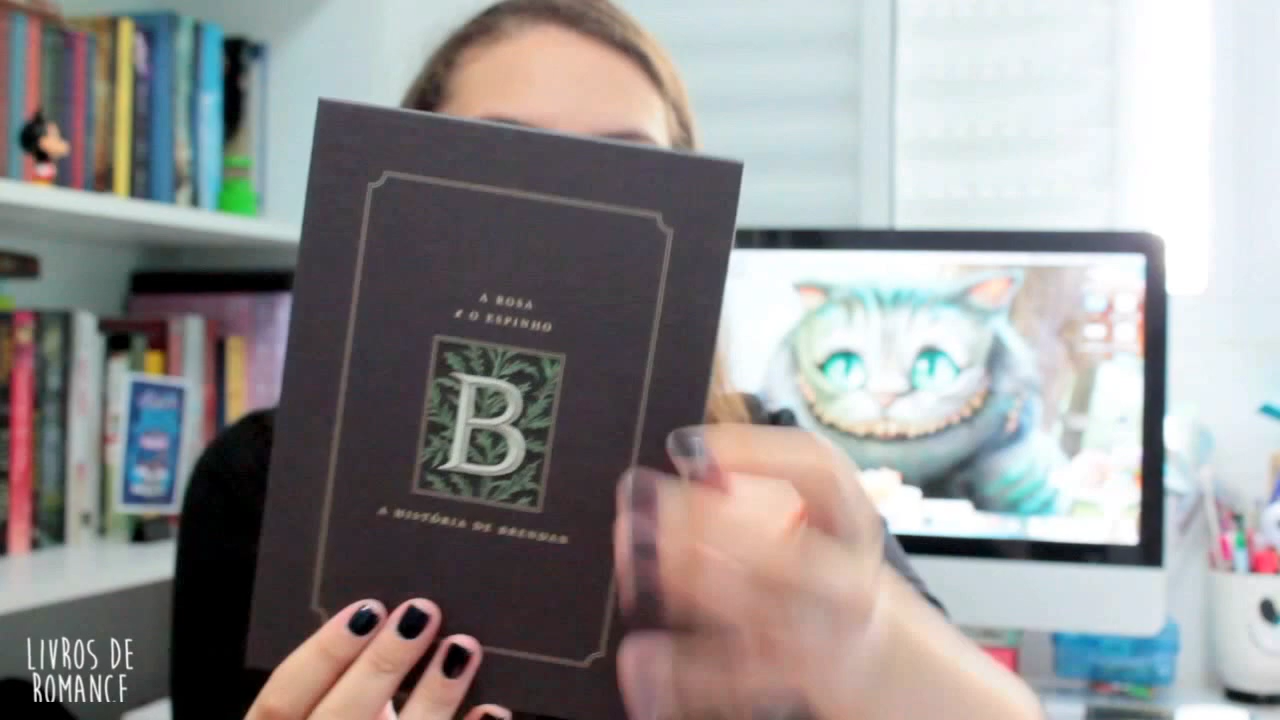 A ROSA
E O ESPINHO
B
A HISTÓRIA DE BRENDAN
LIVROS DE
ROMANCE